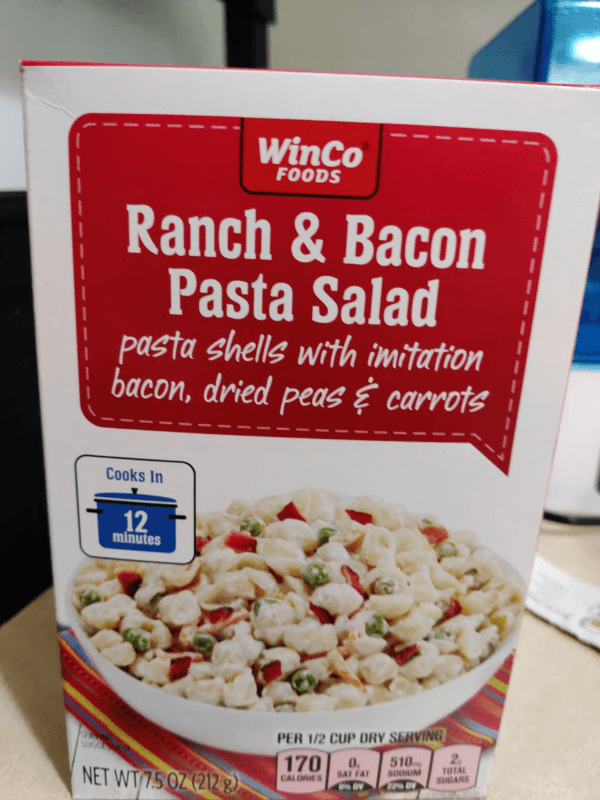 WinCo®
FOODS
Ranch & Bacon
Pasta Salad
pasta shells with imitation
bacon, dried peas & carrots
Cooks In
12
minutes
SERVING
SUGGESTION
PER 1/2 CUP DRY SERVING
170
CALORIES
0g
SAT FAT
0% DV
510mg
SODIUM
22% DV
2g
TOTAL
SUGARS
NET WT 7.5 OZ (212 g)